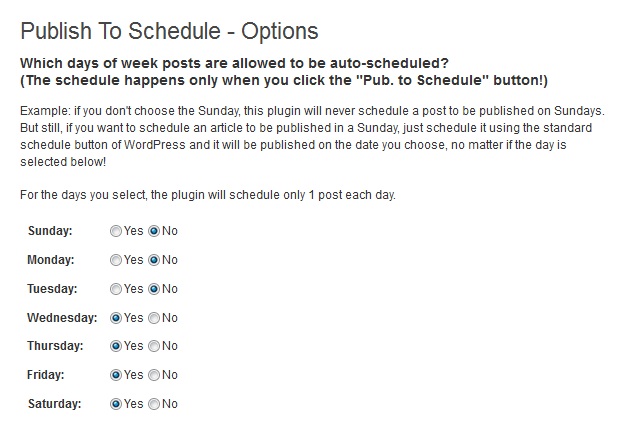 Publish To Schedule - Options
Which days of week posts are allowed to be auto-scheduled?
(The schedule happens only when you click the "Pub. to Schedule" button!)
Example: if you don't choose the Sunday, this plugin will never schedule a post to be published on Sundays.
But still, if you want to schedule an article to be published in a Sunday, just schedule it using the standard
schedule button of WordPress and it will be published on the date you choose, no matter if the day is
selected below!
For the days you select, the plugin will schedule only 1 post each day.
Sunday: Yes No
Monday: Yes No
Tuesday: Yes No
Wednesday: Yes No
Thursday: Yes No
Friday: Yes No
Saturday: Yes No